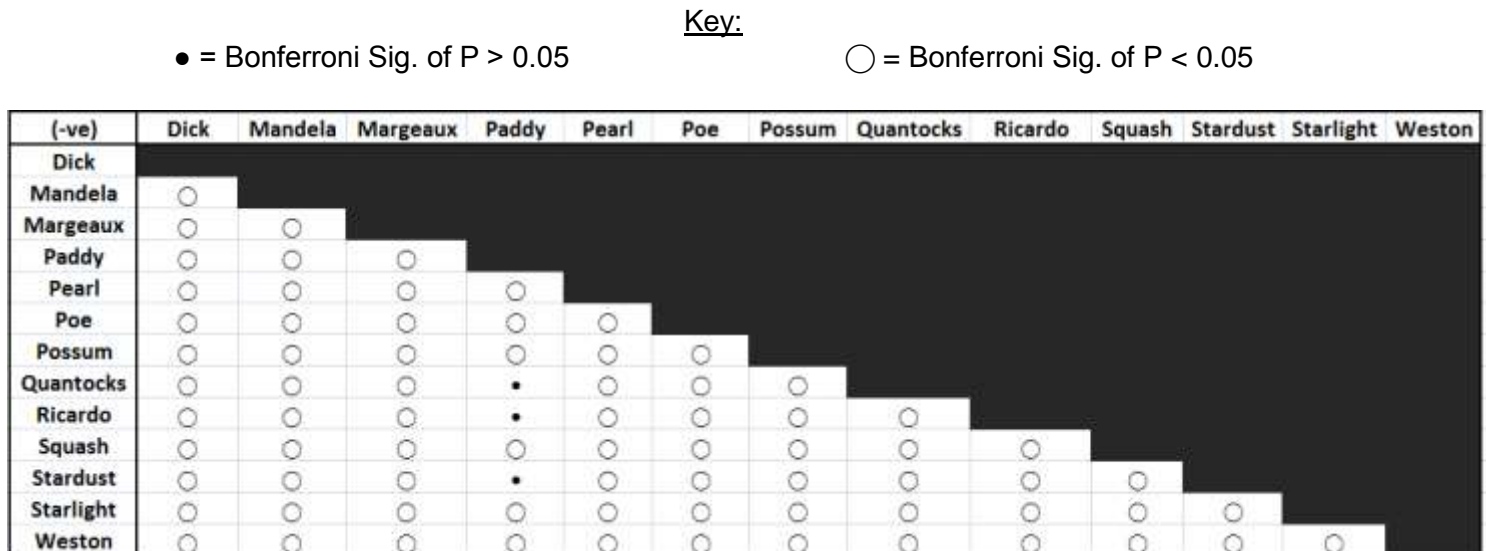 Key:
● = Bonferroni Sig. of P > 0.05 ◯ = Bonferroni Sig. of P < 0.05
(-ve) Dick Mandela Margeaux Paddy Pearl Poe Possum Quantocks Ricardo Squash Stardust Starlight Weston
Dick
Mandela ◯
Margeaux ◯ ◯
Paddy ◯ ◯ ◯
Pearl ◯ ◯ ◯ ◯
Poe ◯ ◯ ◯ ◯ ◯
Possum ◯ ◯ ◯ ◯ ◯ ◯
Quantocks ◯ ◯ ◯ ● ◯ ◯ ◯
Ricardo ◯ ◯ ◯ ● ◯ ◯ ◯ ◯
Squash ◯ ◯ ◯ ◯ ◯ ◯ ◯ ◯ ◯
Stardust ◯ ◯ ◯ ● ◯ ◯ ◯ ◯ ◯ ◯
Starlight ◯ ◯ ◯ ◯ ◯ ◯ ◯ ◯ ◯ ◯ ◯
Weston ◯ ◯ ◯ ◯ ◯ ◯ ◯ ◯ ◯ ◯ ◯ ◯